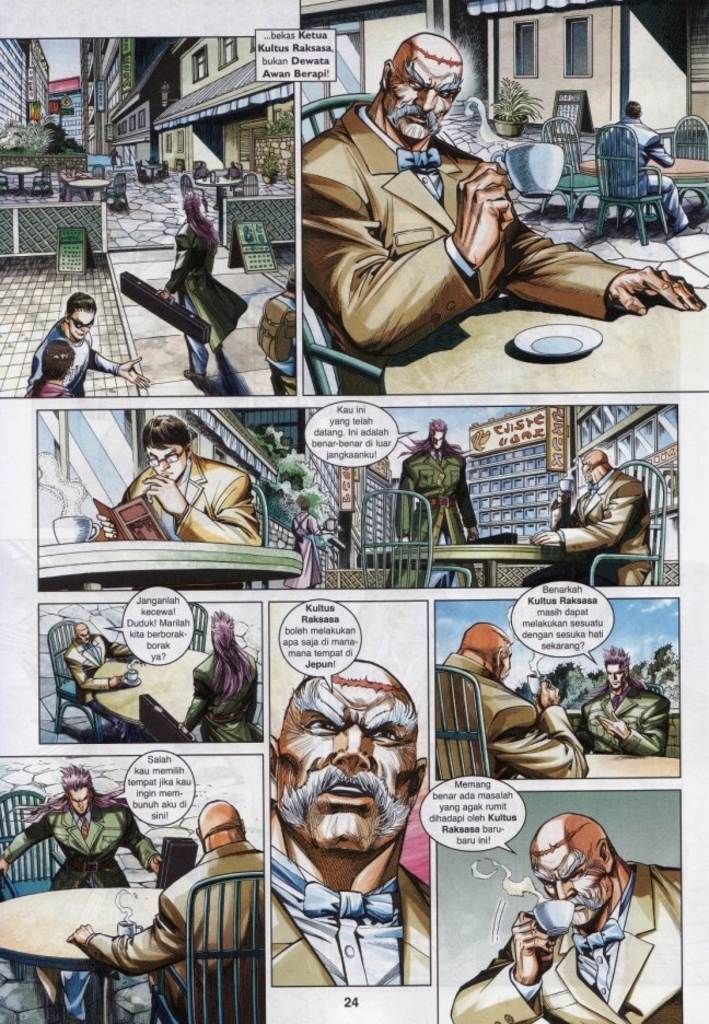 ...bekas Ketua
Kultus Raksasa,
bukan Dewata
Awan Berapi!
Kau ini
yang telah
datang. Ini adalah
benar-benar di luar
jangkaanku!
Janganlah
kecewa!
Duduk! Marilah
kita berborak-
borak
ya?
Salah
kau memilih
tempat jika kau
ingin mem-
bunuh aku di
sini!
Kultus
Raksasa
boleh melakukan
apa saja di mana-
mana tempat di
Jepun!
Benarkah
Kultus Raksasa
masih dapat
melakukan sesuatu
dengan sesuka hati
sekarang?
Memang
benar ada masalah
yang agak rumit
dihadapi oleh Kultus
Raksasa baru-
baru ini!
24